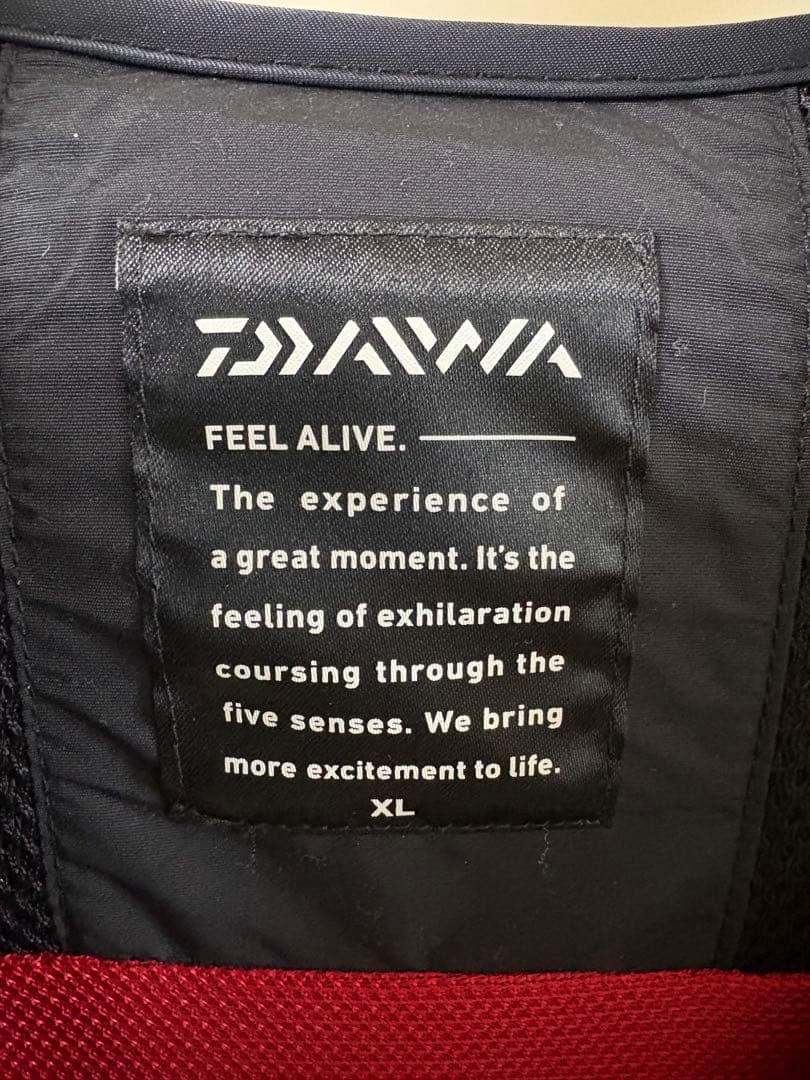 DAIWA
FEEL ALIVE.
The experience of
a great moment. It's the
feeling of exhilaration
coursing through the
five senses. We bring
more excitement to life.
XL